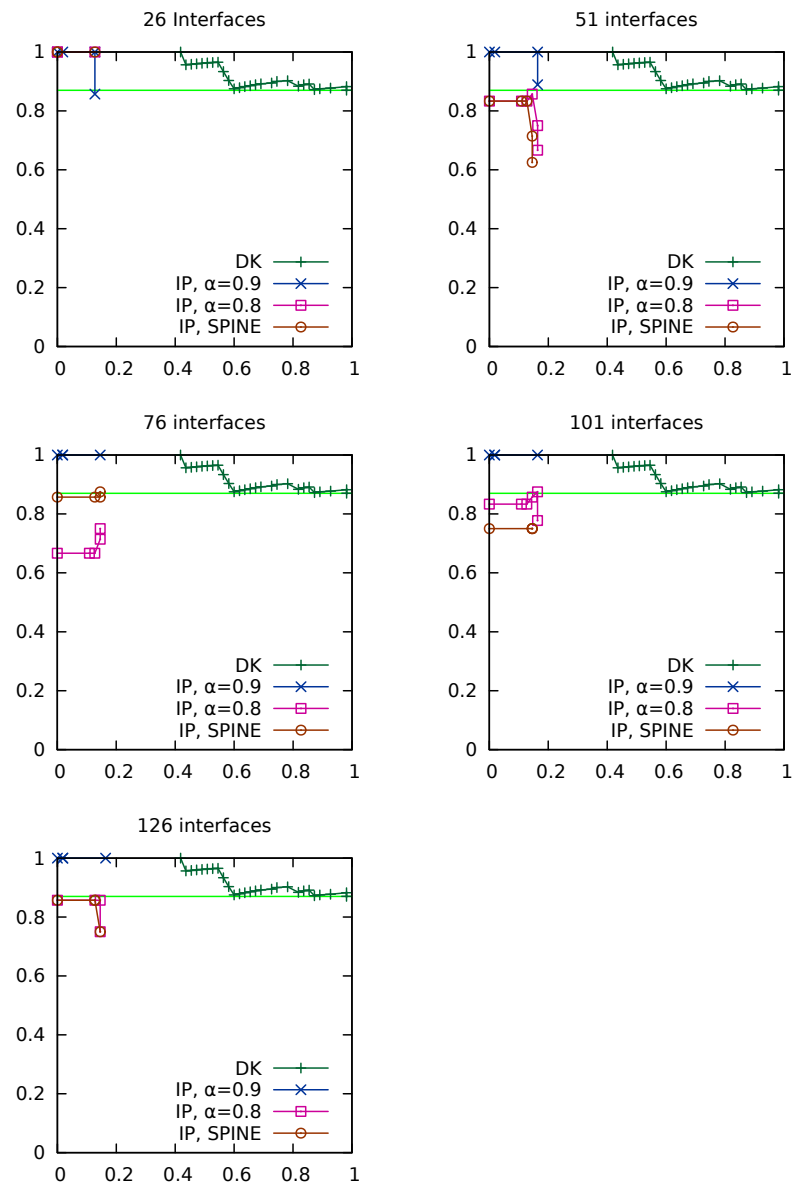 26 Interfaces
1
0.8
0.6
0.4
0.2
0
DK
IP, α=0.9
IP, α=0.8
IP, SPINE
0 0.2 0.4 0.6 0.8 1
51 interfaces
1
0.8
0.6
0.4
0.2
0
DK
IP, α=0.9
IP, α=0.8
IP, SPINE
0 0.2 0.4 0.6 0.8 1
76 interfaces
1
0.8
0.6
0.4
0.2
0
DK
IP, α=0.9
IP, α=0.8
IP, SPINE
0 0.2 0.4 0.6 0.8 1
101 interfaces
1
0.8
0.6
0.4
0.2
0
DK
IP, α=0.9
IP, α=0.8
IP, SPINE
0 0.2 0.4 0.6 0.8 1
126 interfaces
1
0.8
0.6
0.4
0.2
0
DK
IP, α=0.9
IP, α=0.8
IP, SPINE
0 0.2 0.4 0.6 0.8 1